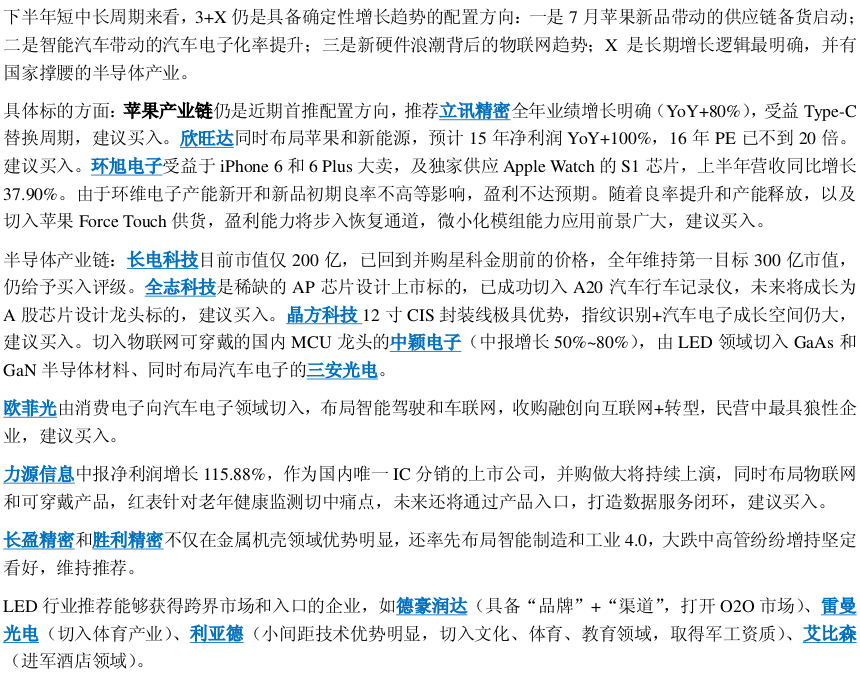 下半年短中长周期来看，3+X 仍是具备确定性增长趋势的配置方向：一是 7 月苹果新品带动的供应链备货启动；
二是智能汽车带动的汽车电子化率提升；三是新硬件浪潮背后的物联网趋势；X 是长期增长逻辑最明确，并有
国家撑腰的半导体产业。
具体标的方面：苹果产业链仍是近期首推配置方向，推荐立讯精密全年业绩增长明确（YoY+80%），受益 Type-C
替换周期，建议买入。欣旺达同时布局苹果和新能源，预计 15 年净利润 YoY+100%，16 年 PE 已不到 20 倍。
建议买入。环旭电子受益于 iPhone 6 和 6 Plus 大卖，及独家供应 Apple Watch 的 S1 芯片，上半年营收同比增长
37.90%。由于环维电子产能新开和新品初期良率不高等影响，盈利不达预期。随着良率提升和产能释放，以及
切入苹果 Force Touch 供货，盈利能力将步入恢复通道，微小化模组能力应用前景广大，建议买入。
半导体产业链：长电科技目前市值仅 200 亿，已回到并购星科金朋前的价格，全年维持第一目标 300 亿市值，
仍给予买入评级。全志科技是稀缺的 AP 芯片设计上市标的，已成功切入 A20 汽车行车记录仪，未来将成长为
A 股芯片设计龙头标的，建议买入。晶方科技 12 寸 CIS 封装线极具优势，指纹识别+汽车电子成长空间仍大，
建议买入。切入物联网可穿戴的国内 MCU 龙头的中颖电子（中报增长 50%~80%），由 LED 领域切入 GaAs 和
GaN 半导体材料、同时布局汽车电子的三安光电。
欧菲光由消费电子向汽车电子领域切入，布局智能驾驶和车联网，收购融创向互联网+转型，民营中最具狼性企
业，建议买入。
力源信息中报净利润增长 115.88%，作为国内唯一 IC 分销的上市公司，并购做大将持续上演，同时布局物联网
和可穿戴产品，红表针对老年健康监测切中痛点，未来还将通过产品入口，打造数据服务闭环，建议买入。
长盈精密和胜利精密不仅在金属机壳领域优势明显，还率先布局智能制造和工业 4.0，大跌中高管纷纷增持坚定
看好，维持推荐。
LED 行业推荐能够获得跨界市场和入口的企业，如德豪润达（具备“品牌”+“渠道”，打开 O2O 市场）、雷曼
光电（切入体育产业）、利亚德（小间距技术优势明显，切入文化、体育、教育领域，取得军工资质）、艾比森
（进军酒店领域）。